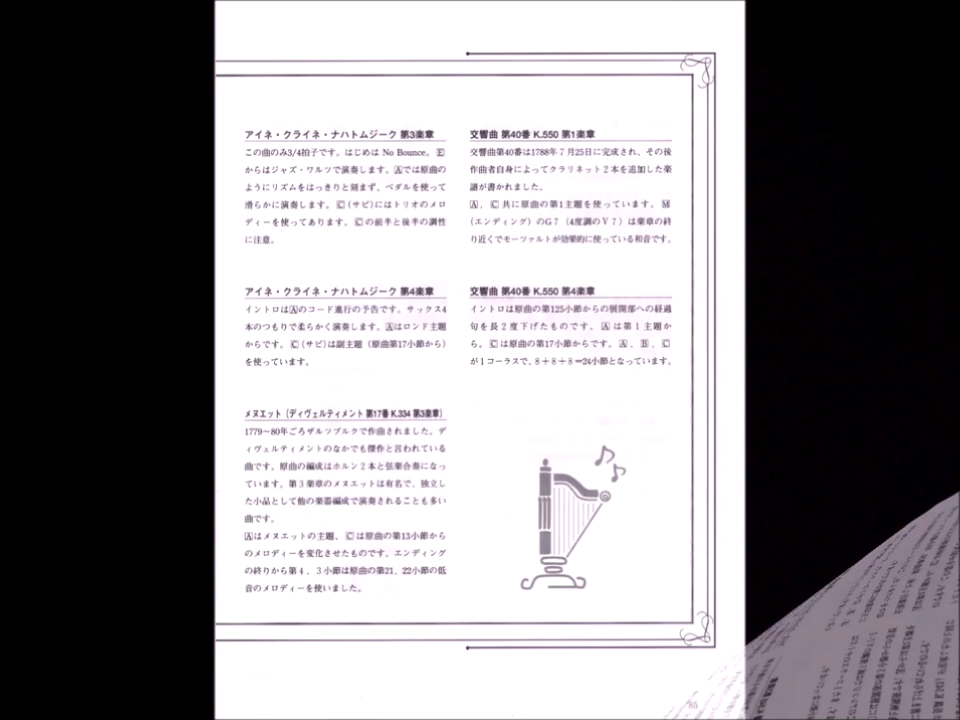 アイネ・クライネ・ナハトムジーク 第3楽章
この曲のみ3/4拍子です。はじめは No Bounce。E
からはジャズ・ワルツで演奏します。Aでは原曲の
ようにリズムをはっきりと刻まず、ペダルを使って
滑らかに演奏します。C(サビ)にはトリオのメロ
ディーを使ってあります。Cの前半と後半の調性
に注意。
アイネ・クライネ・ナハトムジーク 第4楽章
イントロはAのコード進行の予告です。サックス4
本のつもりで柔らかく演奏します。Aはロンド主題
からです。C(サビ)は副主題（原曲第17小節から）
を使っています。
メヌエット（ディヴェルティメント 第17番 K.334 第3楽章）
1779〜80年ごろザルツブルクで作曲されました。デ
ィヴェルティメントのなかでも傑作と言われている
曲です。原曲の編成はホルン2本と弦楽合奏になっ
ています。第3楽章のメヌエットは有名で、独立し
た小品として他の楽器編成で演奏されることも多い
曲です。
Aはメヌエットの主題、Cは原曲の第13小節から
のメロディーを変化させたものです。エンディング
の終りから第4、3小節は原曲の第21、22小節の低
音のメロディーを使いました。
交響曲 第40番 K.550 第1楽章
交響曲第40番は1788年7月25日に完成され、その後
作曲者自身によってクラリネット2本を追加した楽
譜が書かれました。
A、C共に原曲の第1主題を使っています。M
(エンディング) のG7（4度調のV7）は楽章の終
り近くでモーツァルトが効果的に使っている和音です。
交響曲 第40番 K.550 第4楽章
イントロは原曲の第125小節からの展開部への経過
句を長2度下げたものです。Aは第1主題か
ら。Cは原曲の第17小節からです。A、B、C
が1コーラスで、8＋8＋8＝24小節となっています。
85